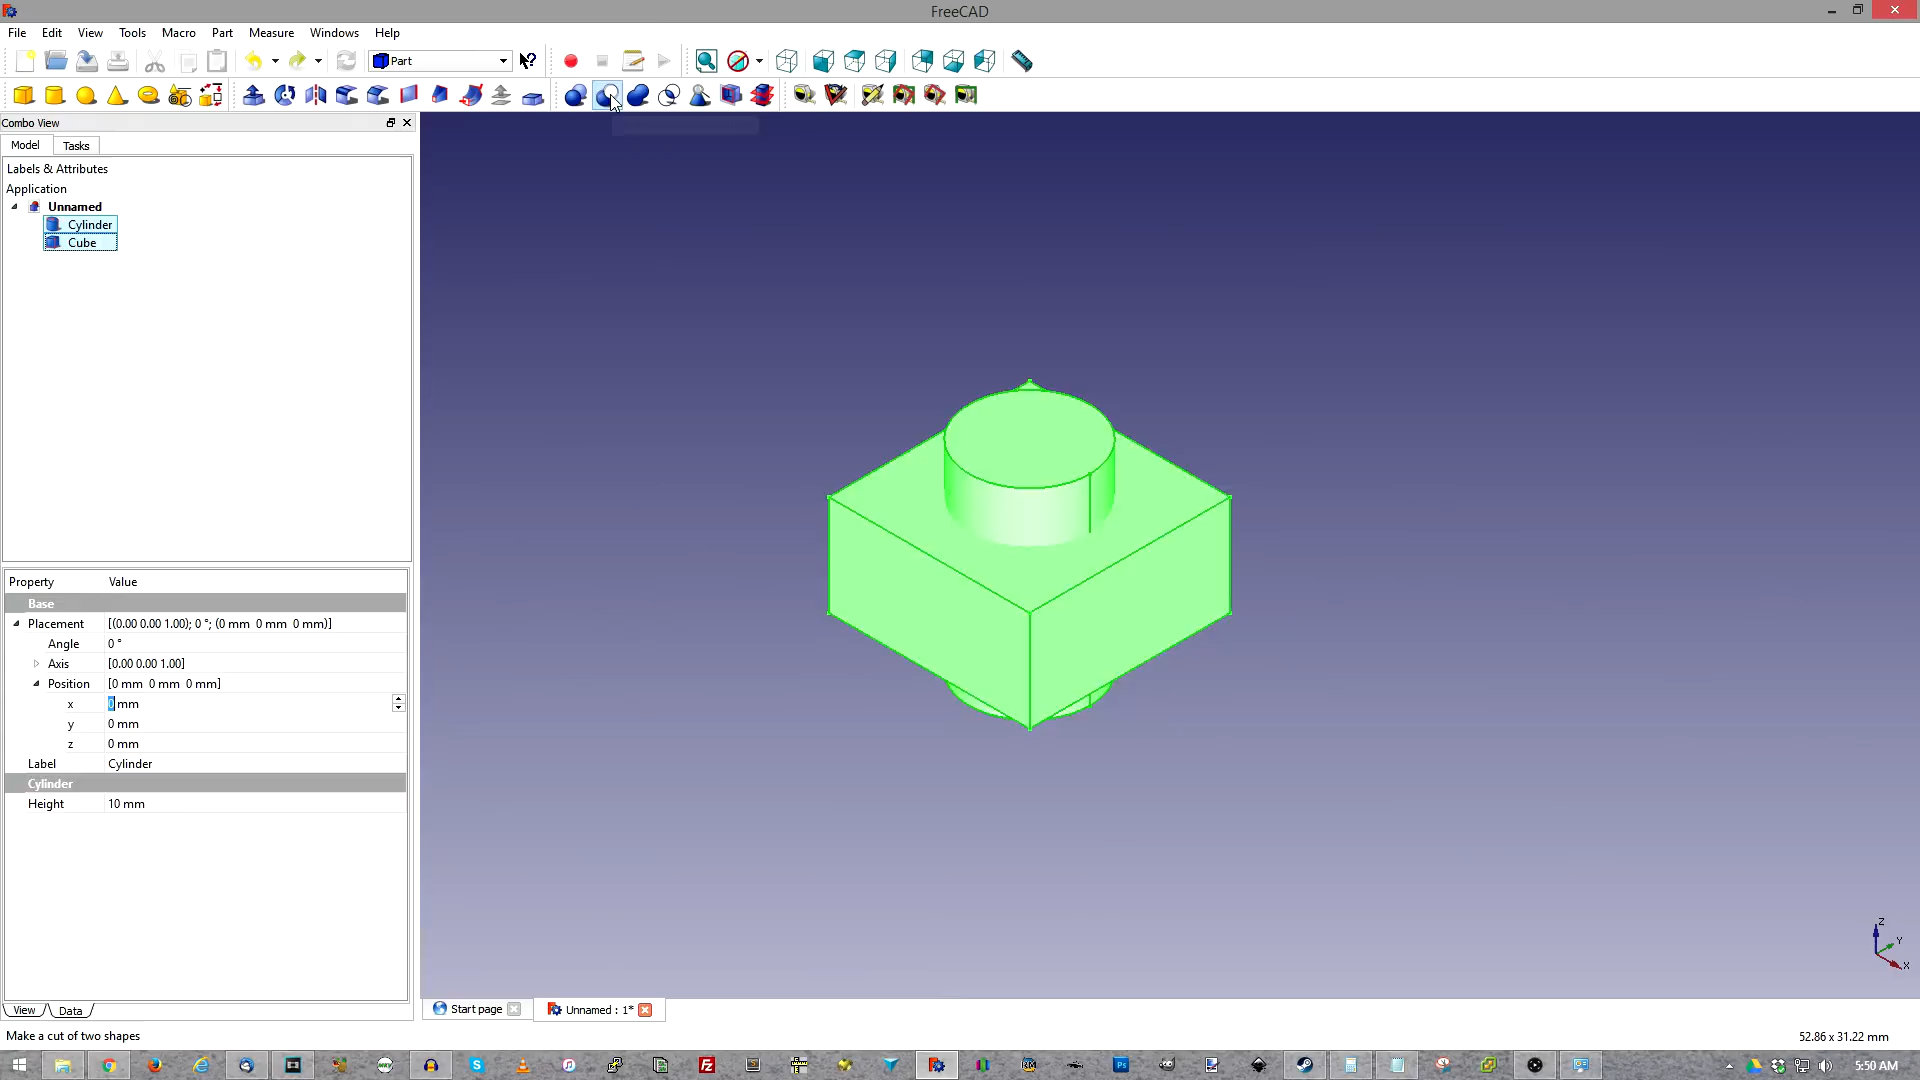 FreeCAD
File Edit View Tools Macro Part Measure Windows Help
Part
Combo View
Model Tasks
Labels & Attributes
Application
Unnamed
Cylinder
Cube
Property Value
Base
Placement [(0.00 0.00 1.00); 0 °; (0 mm 0 mm 0 mm)]
Angle 0 °
Axis [0.00 0.00 1.00]
Position [0 mm 0 mm 0 mm]
x 0 mm
y 0 mm
z 0 mm
Label Cylinder
Cylinder
Height 10 mm
Z
Y
X
View Data
Start page Unnamed : 1*
Make a cut of two shapes
52.86 x 31.22 mm
5:50 AM